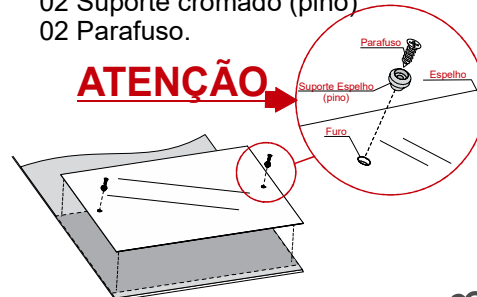 02 Suporte cromado (pino)
02 Parafuso.
ATENÇÃO
Parafuso
Suporte Espelho
(pino)
Espelho
Furo